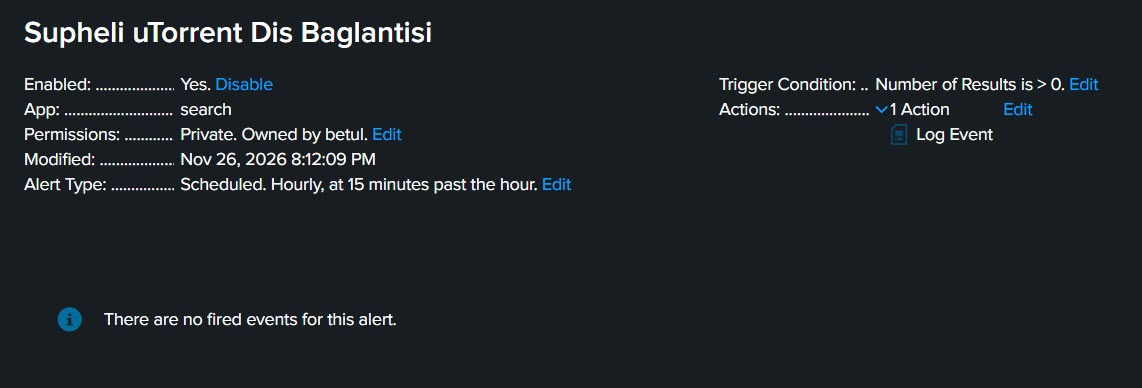 Supheli uTorrent Dis Baglantisi
Enabled: ................... Yes. Disable
App: .......................... search
Permissions: ............ Private. Owned by betul. Edit
Modified: .................. Nov 26, 2026 8:12:09 PM
Alert Type: ............... Scheduled. Hourly, at 15 minutes past the hour. Edit
Trigger Condition: .. Number of Results is > 0. Edit
Actions: .................... 1 Action Edit
Log Event
There are no fired events for this alert.